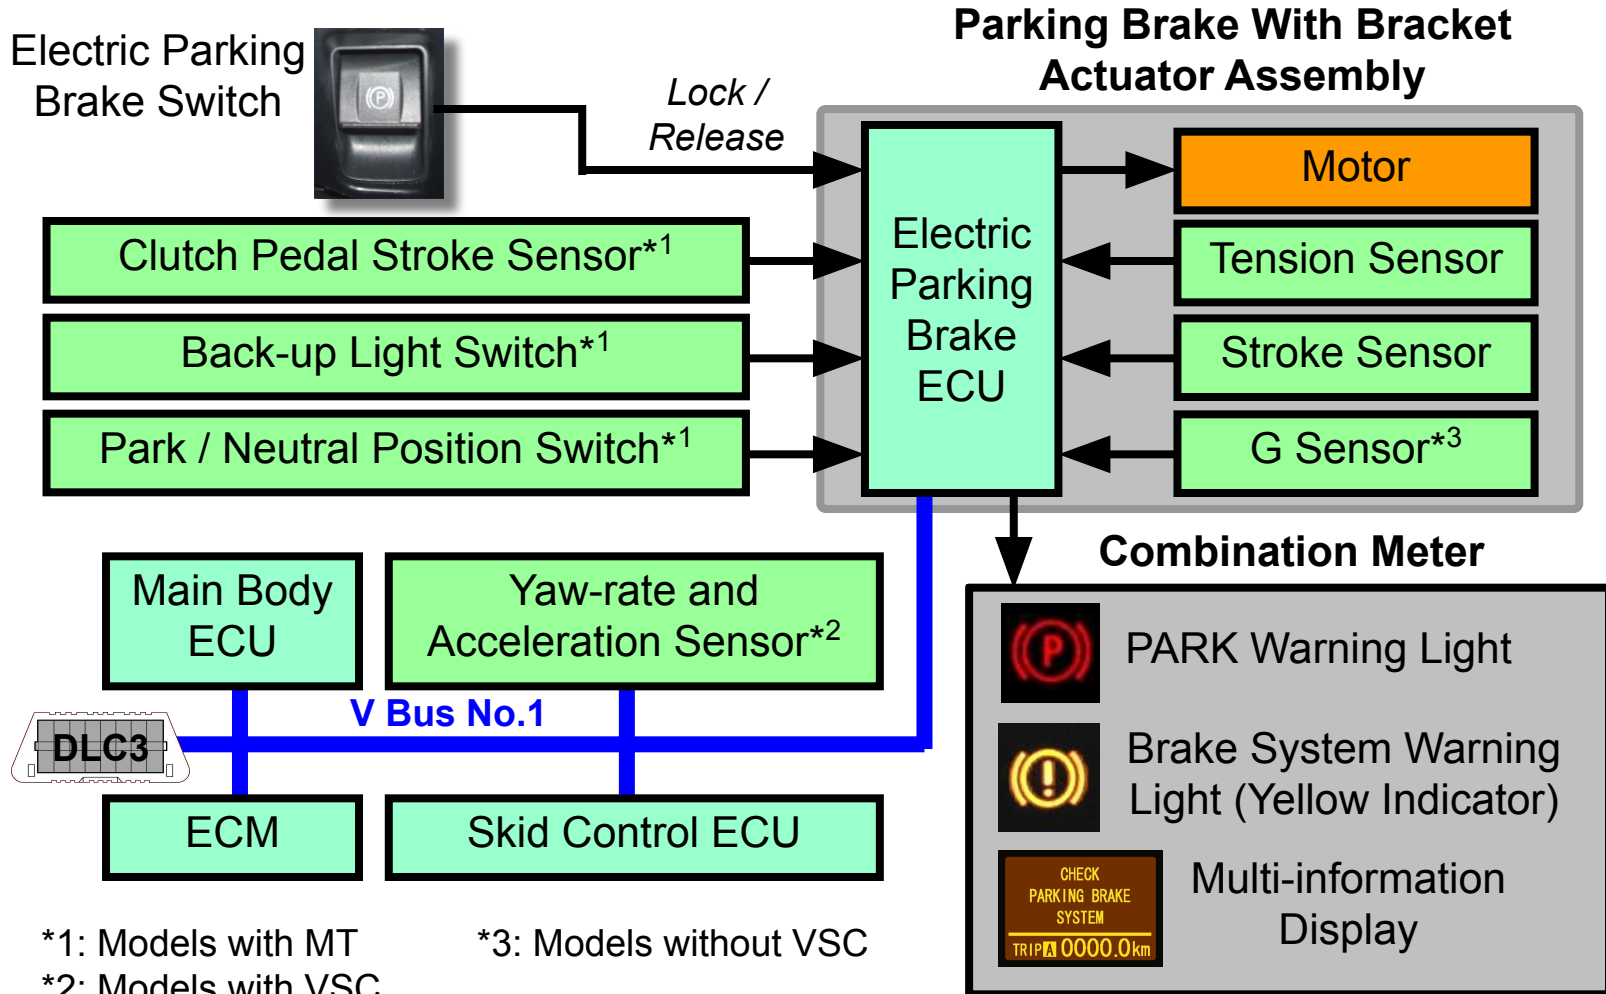 Parking Brake With Bracket
Actuator Assembly
Electric Parking
Brake Switch
Lock /
Release
Clutch Pedal Stroke Sensor*1
Back-up Light Switch*1
Park / Neutral Position Switch*1
Electric
Parking
Brake
ECU
Motor
Tension Sensor
Stroke Sensor
G Sensor*3
Main Body
ECU
Yaw-rate and
Acceleration Sensor*2
V Bus No.1
DLC3
ECM
Skid Control ECU
Combination Meter
PARK Warning Light
Brake System Warning
Light (Yellow Indicator)
CHECK
PARKING BRAKE
SYSTEM
TRIP A 0000.0km
Multi-information
Display
*1: Models with MT
*2: Models with VSC
*3: Models without VSC